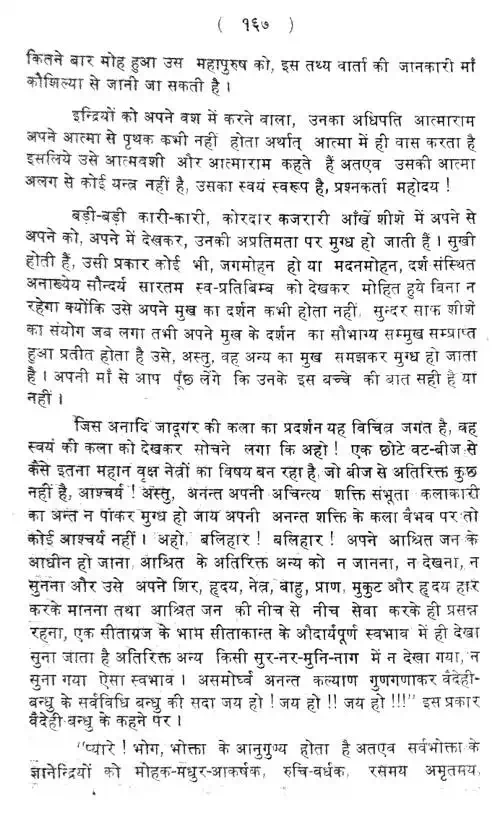 ( १६७ )
कितने बार मोह हुआ उस महापुरुष को, इस तथ्य वार्ता की जानकारी माँ
कौशिल्या से जानी जा सकती है ।
इन्द्रियों को अपने वश में करने वाला, उनका अधिपति आत्माराम
अपने आत्मा से पृथक कभी नहीं होता अर्थात् आत्मा में ही वास करता है
इसलिये उसे आत्मवशी और आत्माराम कहते हैं अतएव उसकी आत्मा
अलग से कोई यन्त्र नहीं है, उसका स्वयं स्वरूप है, प्रश्नकर्ता महोदय !
बड़ी-बड़ी कारी-कारी, कोरदार कजरारी आँखें शीशे में अपने से
अपने को, अपने में देखकर, उनकी अप्रतिमता पर मुग्ध हो जाती हैं । सुखी
होती हैं, उसी प्रकार कोई भी, जगमोहन हो या मदनमोहन, दर्श संस्थित
अनाख्येय सौन्दर्य सारतम स्व-प्रतिबिम्ब को देखकर मोहित हुये बिना न
रहेगा क्योंकि उसे अपने मुख का दर्शन कभी होता नहीं, सुन्दर साफ शीशे
का संयोग जब लगा तभी अपने मुख के दर्शन का सौभाग्य सम्मुख सम्प्राप्त
हुआ प्रतीत होता है उसे, अस्तु, वह अन्य का मुख समझकर मुग्ध हो जाता
है । अपनी माँ से आप पूँछ लेंगे कि उनके इस बच्चे की बात सही है या
नहीं ।
जिस अनादि जादूगर की कला का प्रदर्शन यह विचित्र जगत है, वह
स्वयं की कला को देखकर सोचने लगा कि अहो ! एक छोटे वट-बीज से
कैसे इतना महान वृक्ष नेत्रों का विषय बन रहा है, जो बीज से अतिरिक्त कुछ
नहीं है, आश्चर्य ! अस्तु, अनन्त अपनी अचिन्त्य शक्ति संभूता कलाकारी
का अन्त न पाकर मुग्ध हो जाय अपनी अनन्त शक्ति के कला वैभव पर तो
कोई आश्चर्य नहीं । अहो, बलिहार ! बलिहार ! अपने आश्रित जन के
आधीन हो जाना, आश्रित के अतिरिक्त अन्य को न जानना, न देखना, न
सुनना और उसे अपने शिर, हृदय, नेत्र, बाहु, प्राण, मुकुट और हृदय हार
करके मानना तथा आश्रित जन की नीच से नीच सेवा करके ही प्रसन्न
रहना, एक सीताग्रज के भाम सीताकान्त के औदार्यपूर्ण स्वभाव में ही देखा
सुना जाता है अतिरिक्त अन्य किसी सुर-नर-मुनि-नाग में न देखा गया, न
सुना गया ऐसा स्वभाव । असमोर्ध्व अनन्त कल्याण गुणगणाकर वैदेही-
बन्धु के सर्वविधि बन्धु की सदा जय हो ! जय हो !! जय हो !!!" इस प्रकार
वैदेही-बन्धु के कहने पर ।
"प्यारे ! भोग, भोक्ता के आनुगुण्य होता है अतएव सर्वभोक्ता के
ज्ञानेन्द्रियों को मोहक-मधुर-आकर्षक, रुचि-वर्धक, रसमय अमृतमय,